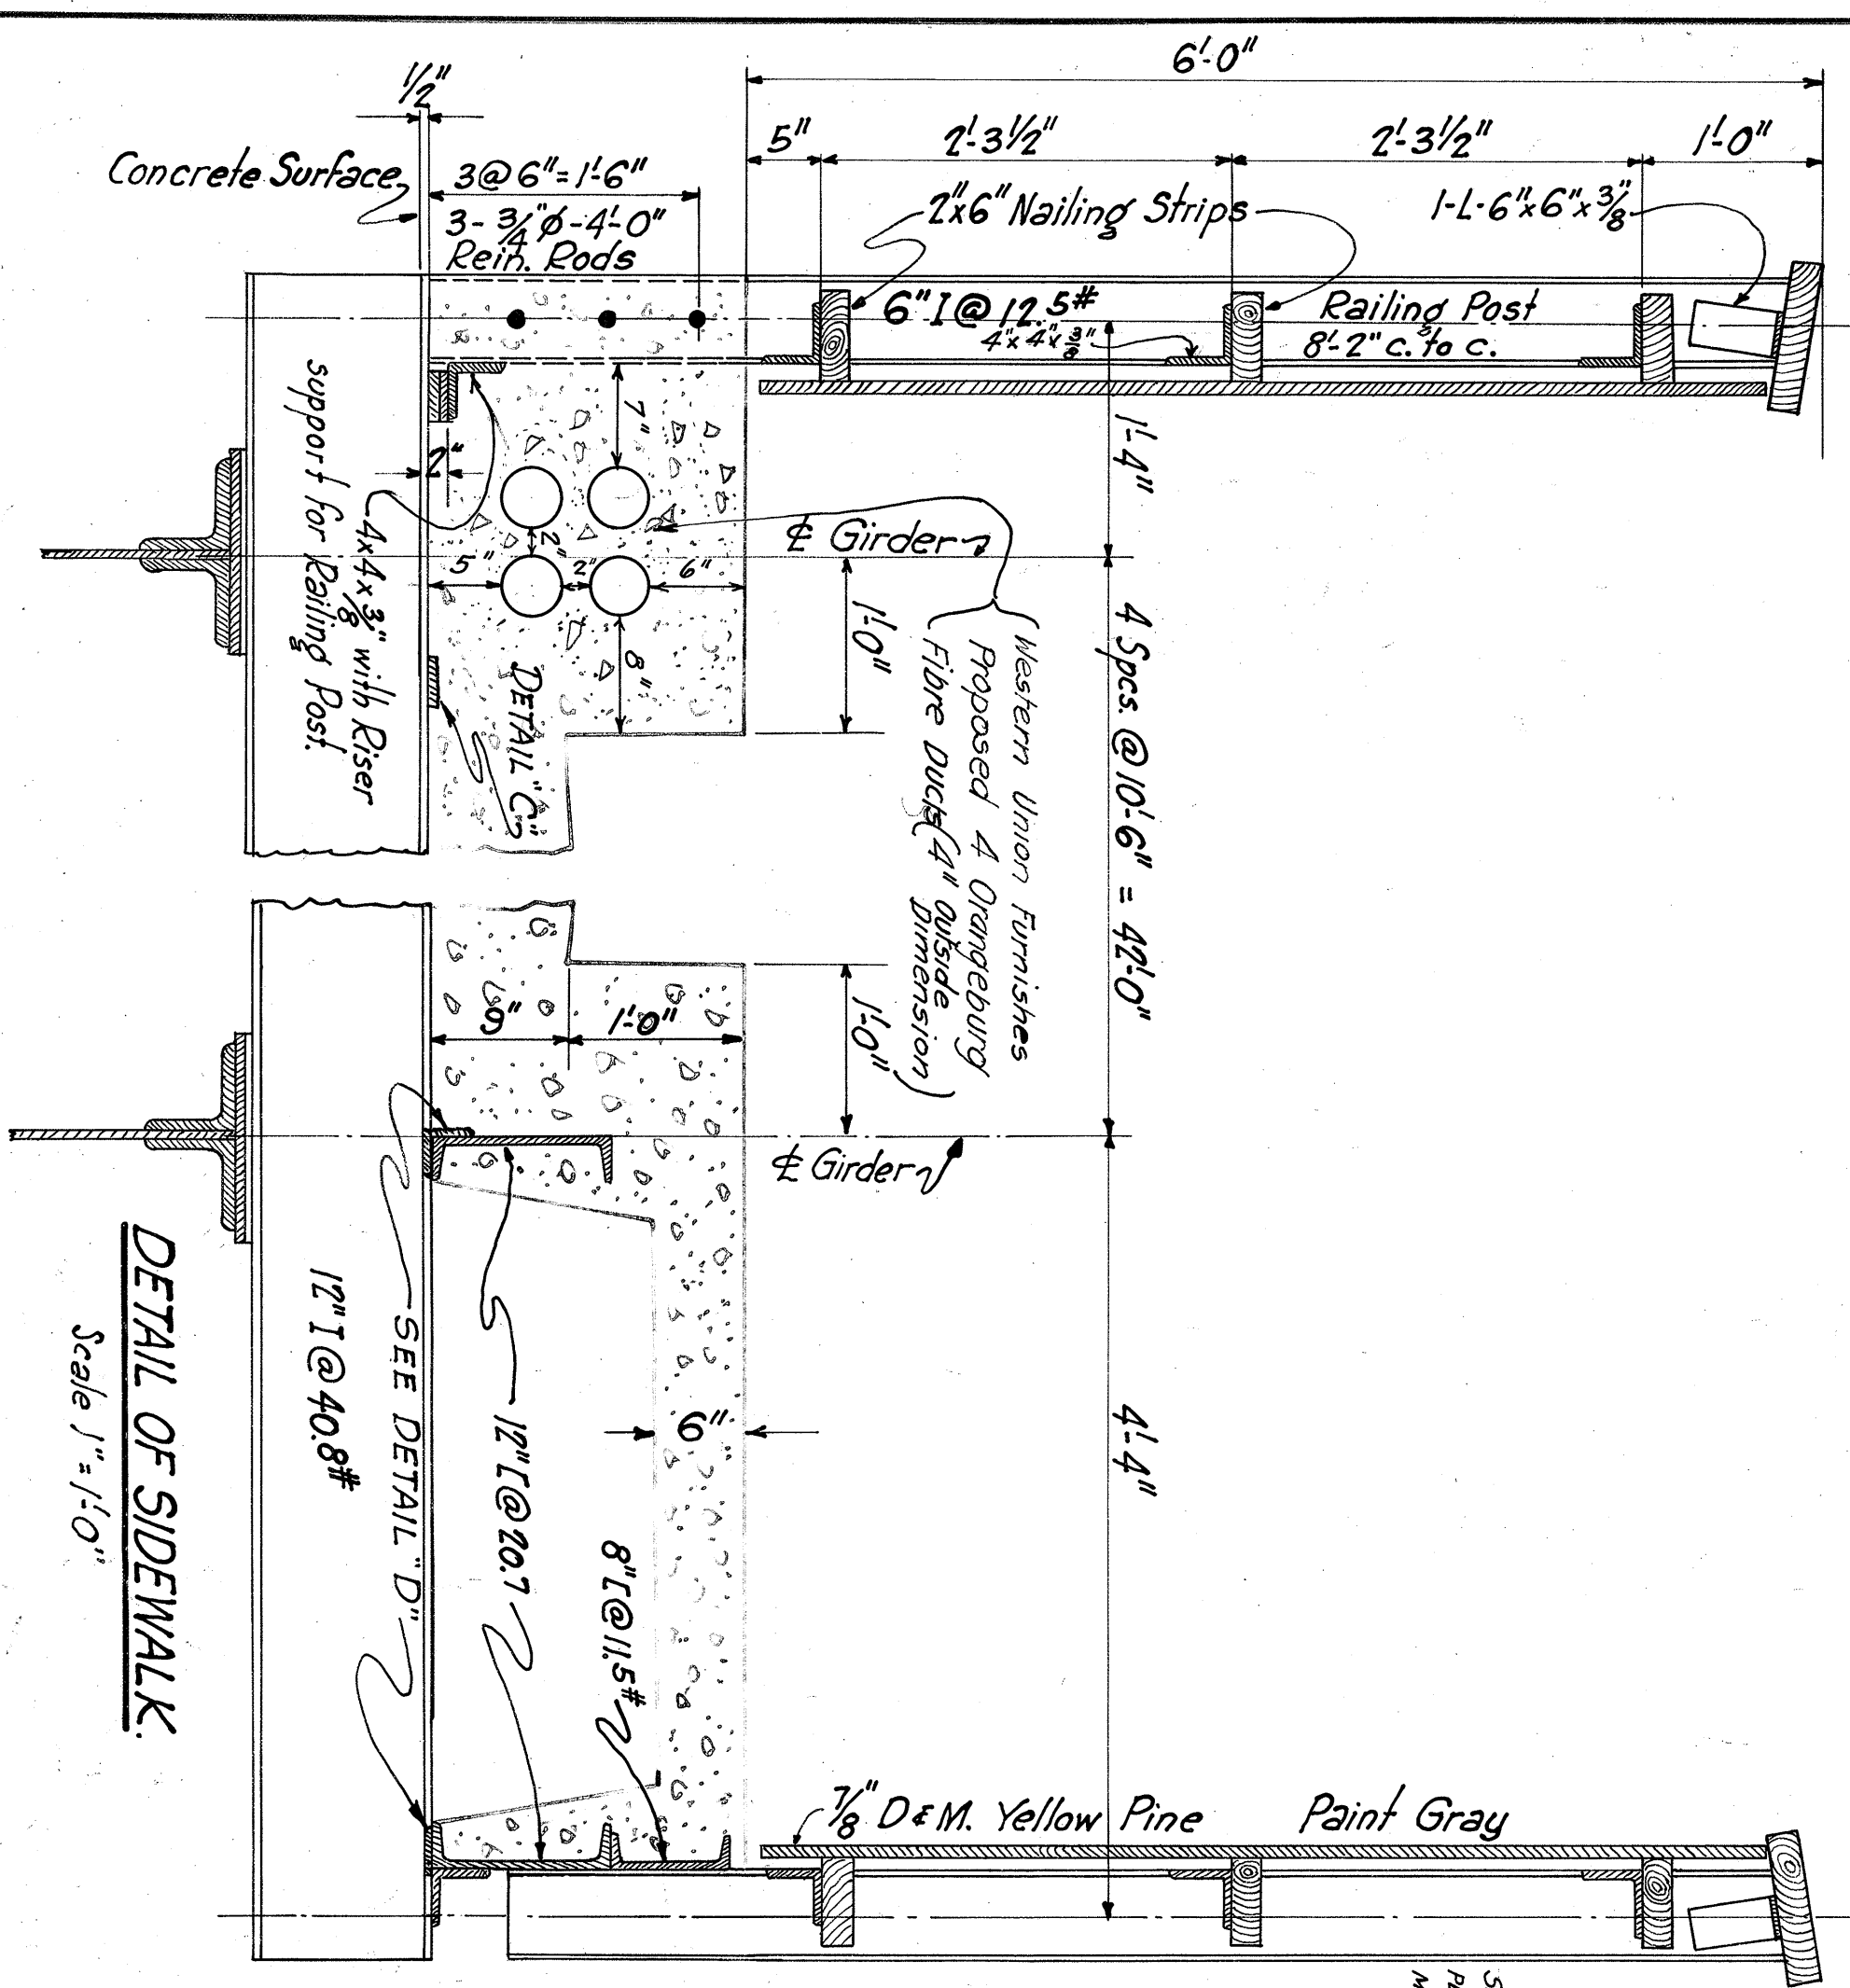 6'-0"
1/2"
5"
2'-3 1/2"
2'-3 1/2"
1'-0"
Concrete Surface
3@6"=1'-6"
3-3/4"Ø-4'-0"
Rein. Rods
2"x6" Nailing Strips
1-L-6"x6"x3/8"
6" I @ 12.5#
4"x4"x3/8"
Railing Post
8'-2" c. to c.
4x4x3/8" with Riser
support for Railing Post.
7"
2"
2"
5"
2"
6"
8"
1'-4"
℄ Girder
1'-0"
4 Spcs. @ 10'-6" = 42'-0"
Western Union Furnishes
Proposed 4 Orangeburg
Fibre Ducts (4" outside
Dimension)
DETAIL "C"
9"
1'-0"
1'-0"
℄ Girder
4'-4"
6"
SEE DETAIL "D"
12" I @ 40.8#
12" [ @ 20.7
8" [ @ 11.5#
7/8" D & M. Yellow Pine
Paint Gray
DETAIL OF SIDEWALK.
Scale 1"=1'-0"